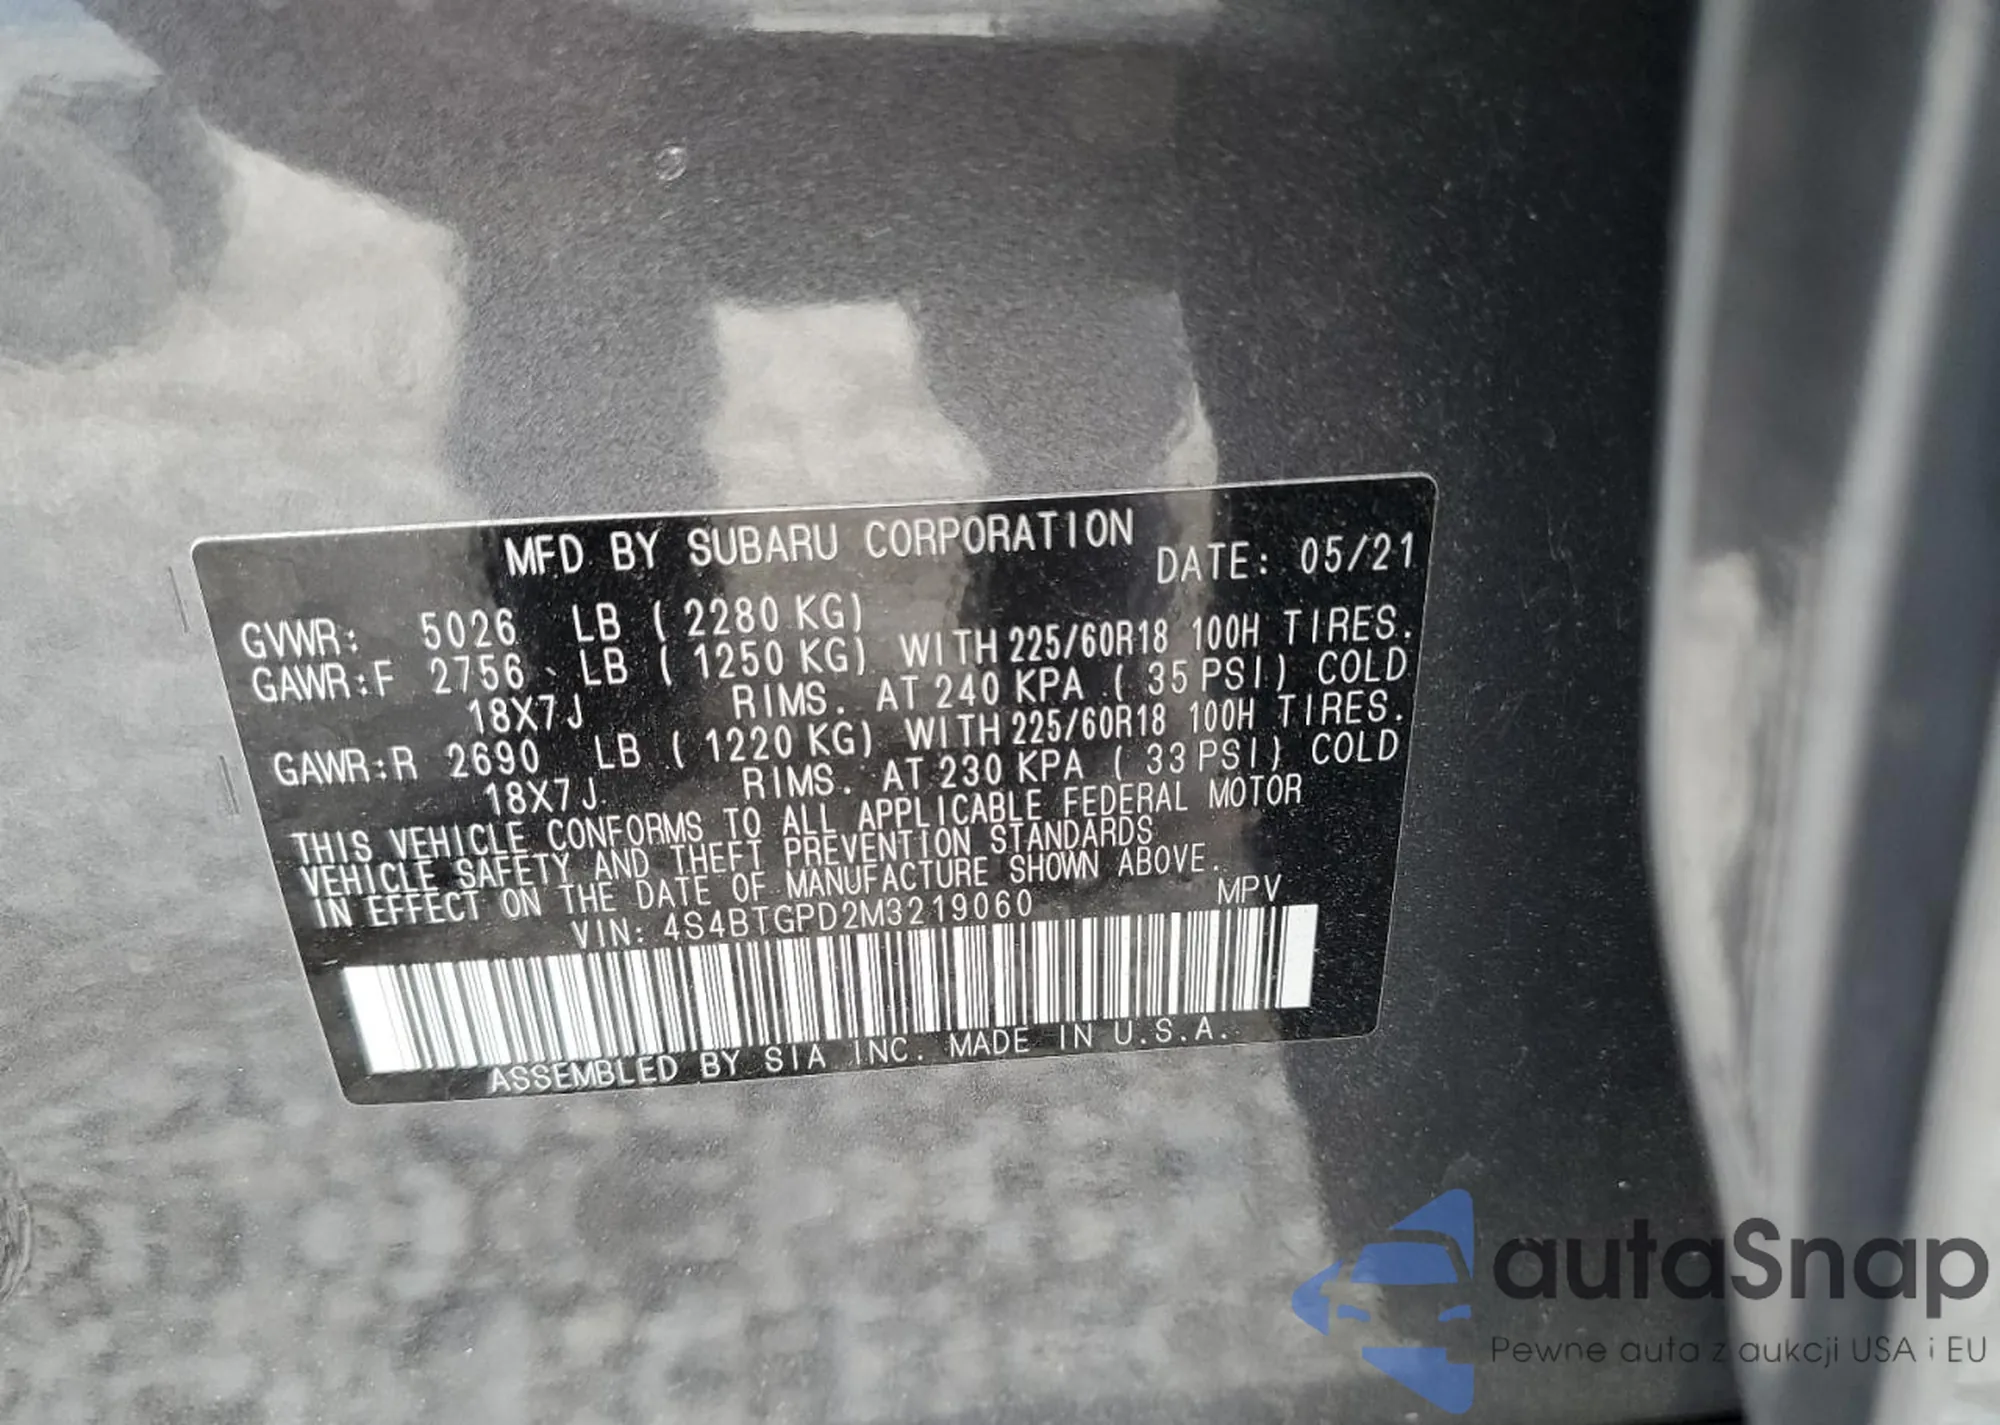 MFD BY SUBARU CORPORATION DATE: 05/21
GVWR: 5026 LB ( 2280 KG)
GAWR:F 2756 LB ( 1250 KG) WITH 225/60R18 100H TIRES.
18X7J RIMS. AT 240 KPA ( 35 PSI) COLD
GAWR:R 2690 LB ( 1220 KG) WITH 225/60R18 100H TIRES.
18X7J RIMS. AT 230 KPA ( 33 PSI) COLD
THIS VEHICLE CONFORMS TO ALL APPLICABLE FEDERAL MOTOR
VEHICLE SAFETY AND THEFT PREVENTION STANDARDS
IN EFFECT ON THE DATE OF MANUFACTURE SHOWN ABOVE.
VIN: 4S4BTGPD2M3219060 MPV
ASSEMBLED BY SIA INC. MADE IN U.S.A.
autaSnap
Pewne auta z aukcji USA i EU